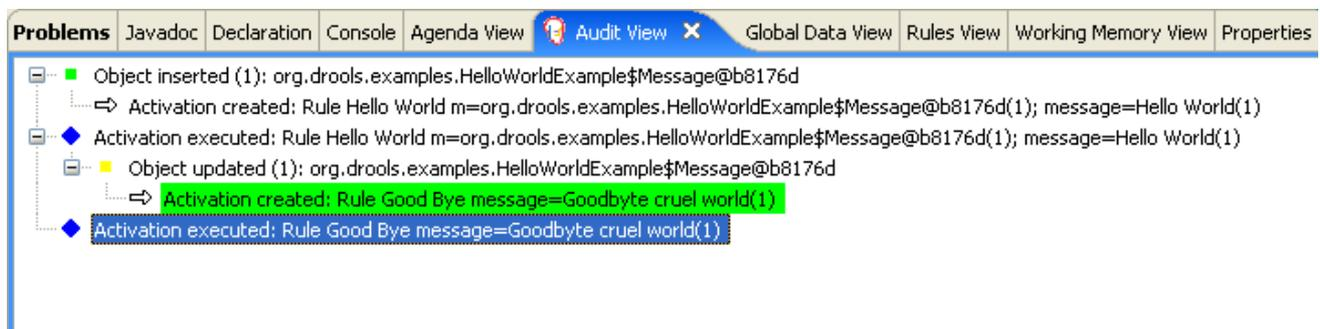 Problems Javadoc Declaration Console Agenda View Audit View Global Data View Rules View Working Memory View Properties
Object inserted (1): org.drools.examples.HelloWorldExample$Message@b8176d
Activation created: Rule Hello World m=org.drools.examples.HelloWorldExample$Message@b8176d(1); message=Hello World(1)
Activation executed: Rule Hello World m=org.drools.examples.HelloWorldExample$Message@b8176d(1); message=Hello World(1)
Object updated (1): org.drools.examples.HelloWorldExample$Message@b8176d
Activation created: Rule Good Bye message=Goodbyte cruel world(1)
Activation executed: Rule Good Bye message=Goodbyte cruel world(1)